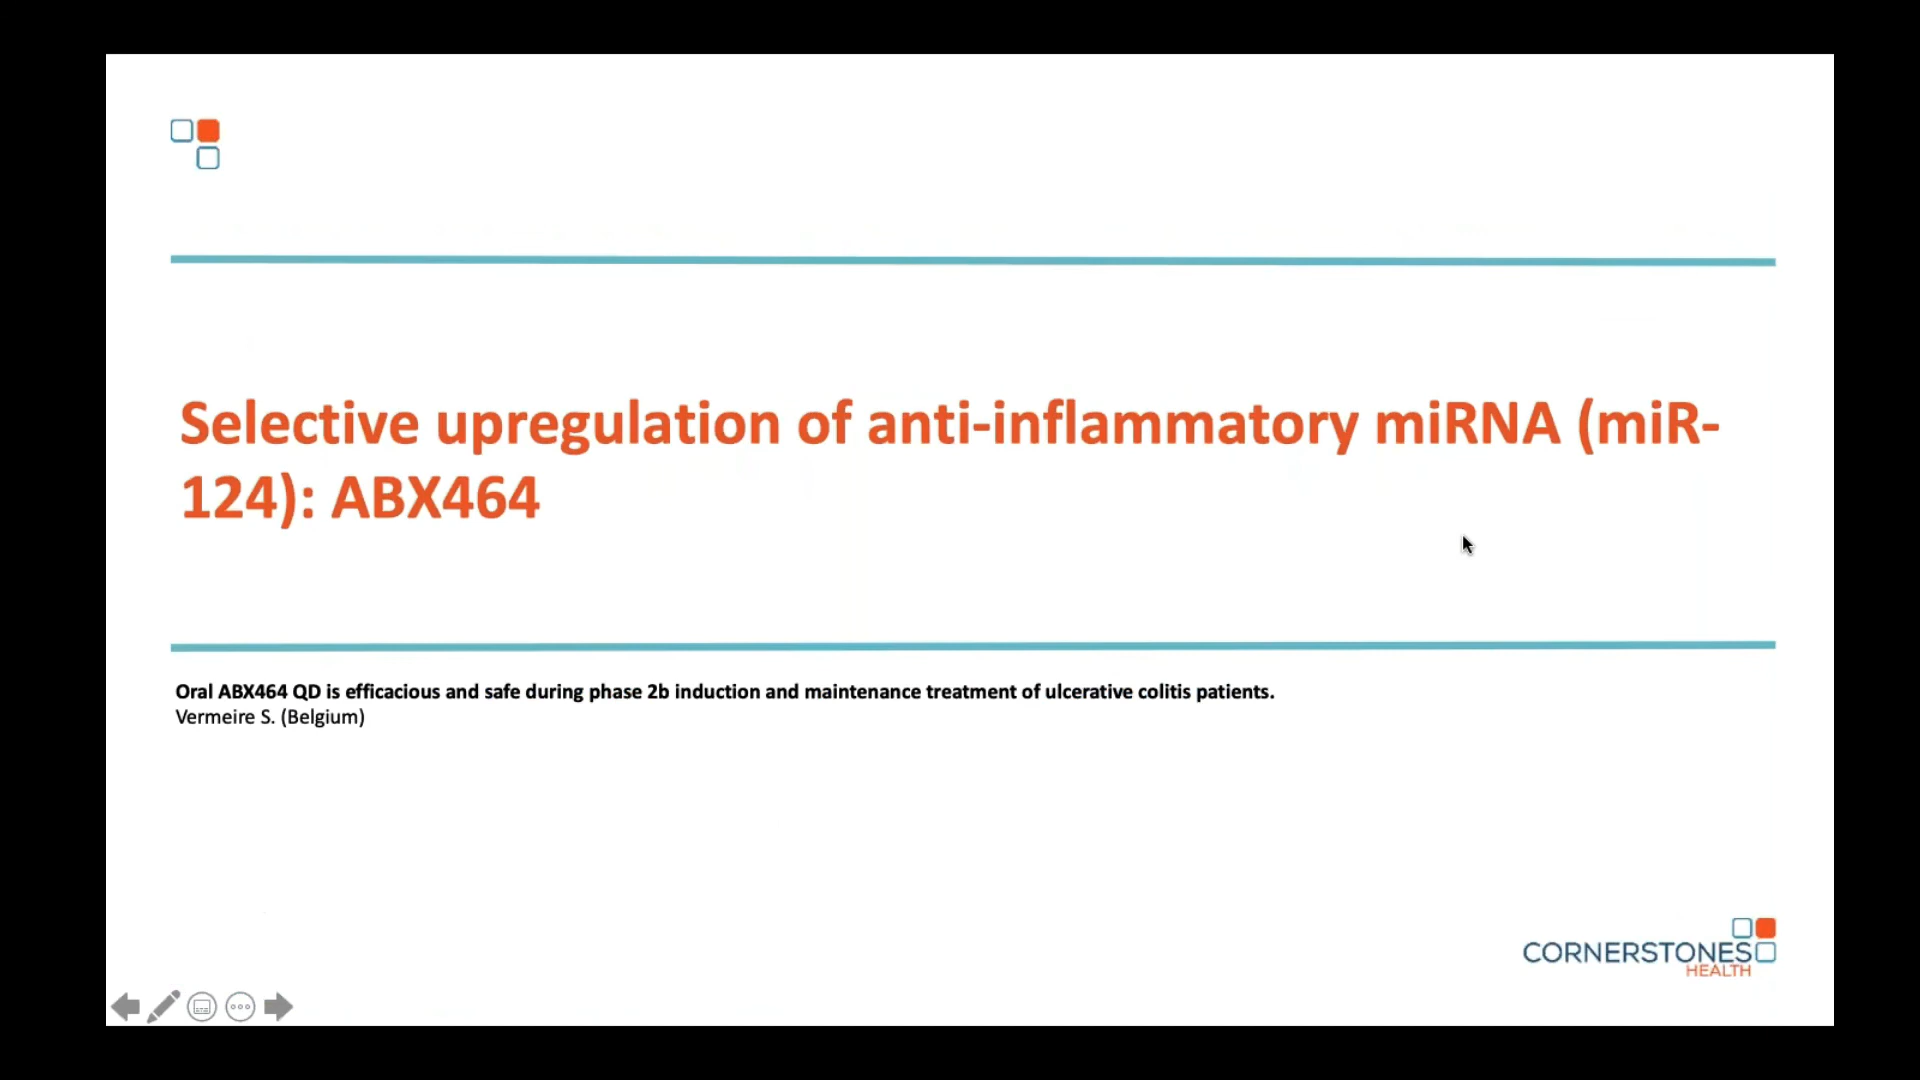 Selective upregulation of anti-inflammatory miRNA (miR-
124): ABX464
Oral ABX464 QD is efficacious and safe during phase 2b induction and maintenance treatment of ulcerative colitis patients.
Vermeire S. (Belgium)
CORNERSTONES
HEALTH